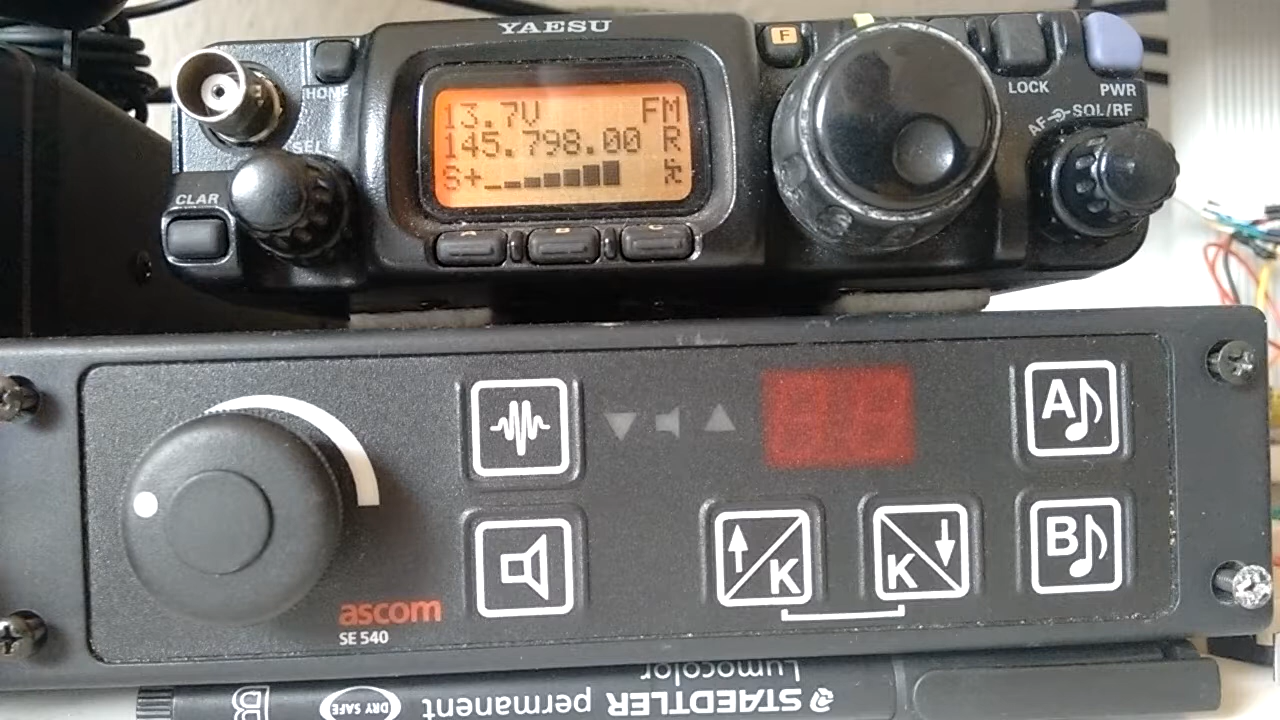 YAESU
F
HOME
LOCK
PWR
13.7V FM
145.798.00 R
S+
SEL
AF SQL/RF
CLAR
A B C
A
K K B
ascom
SE 540
Lumocolor
STAEDTLER permanent
DRY SAFE
B